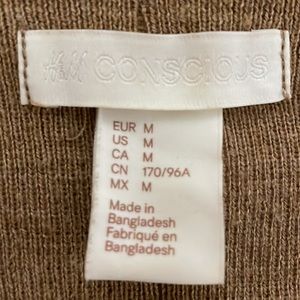 H&M CONSCIOUS
EUR M
US M
CA M
CN 170/96A
MX M
Made in
Bangladesh
Fabriqué en
Bangladesh